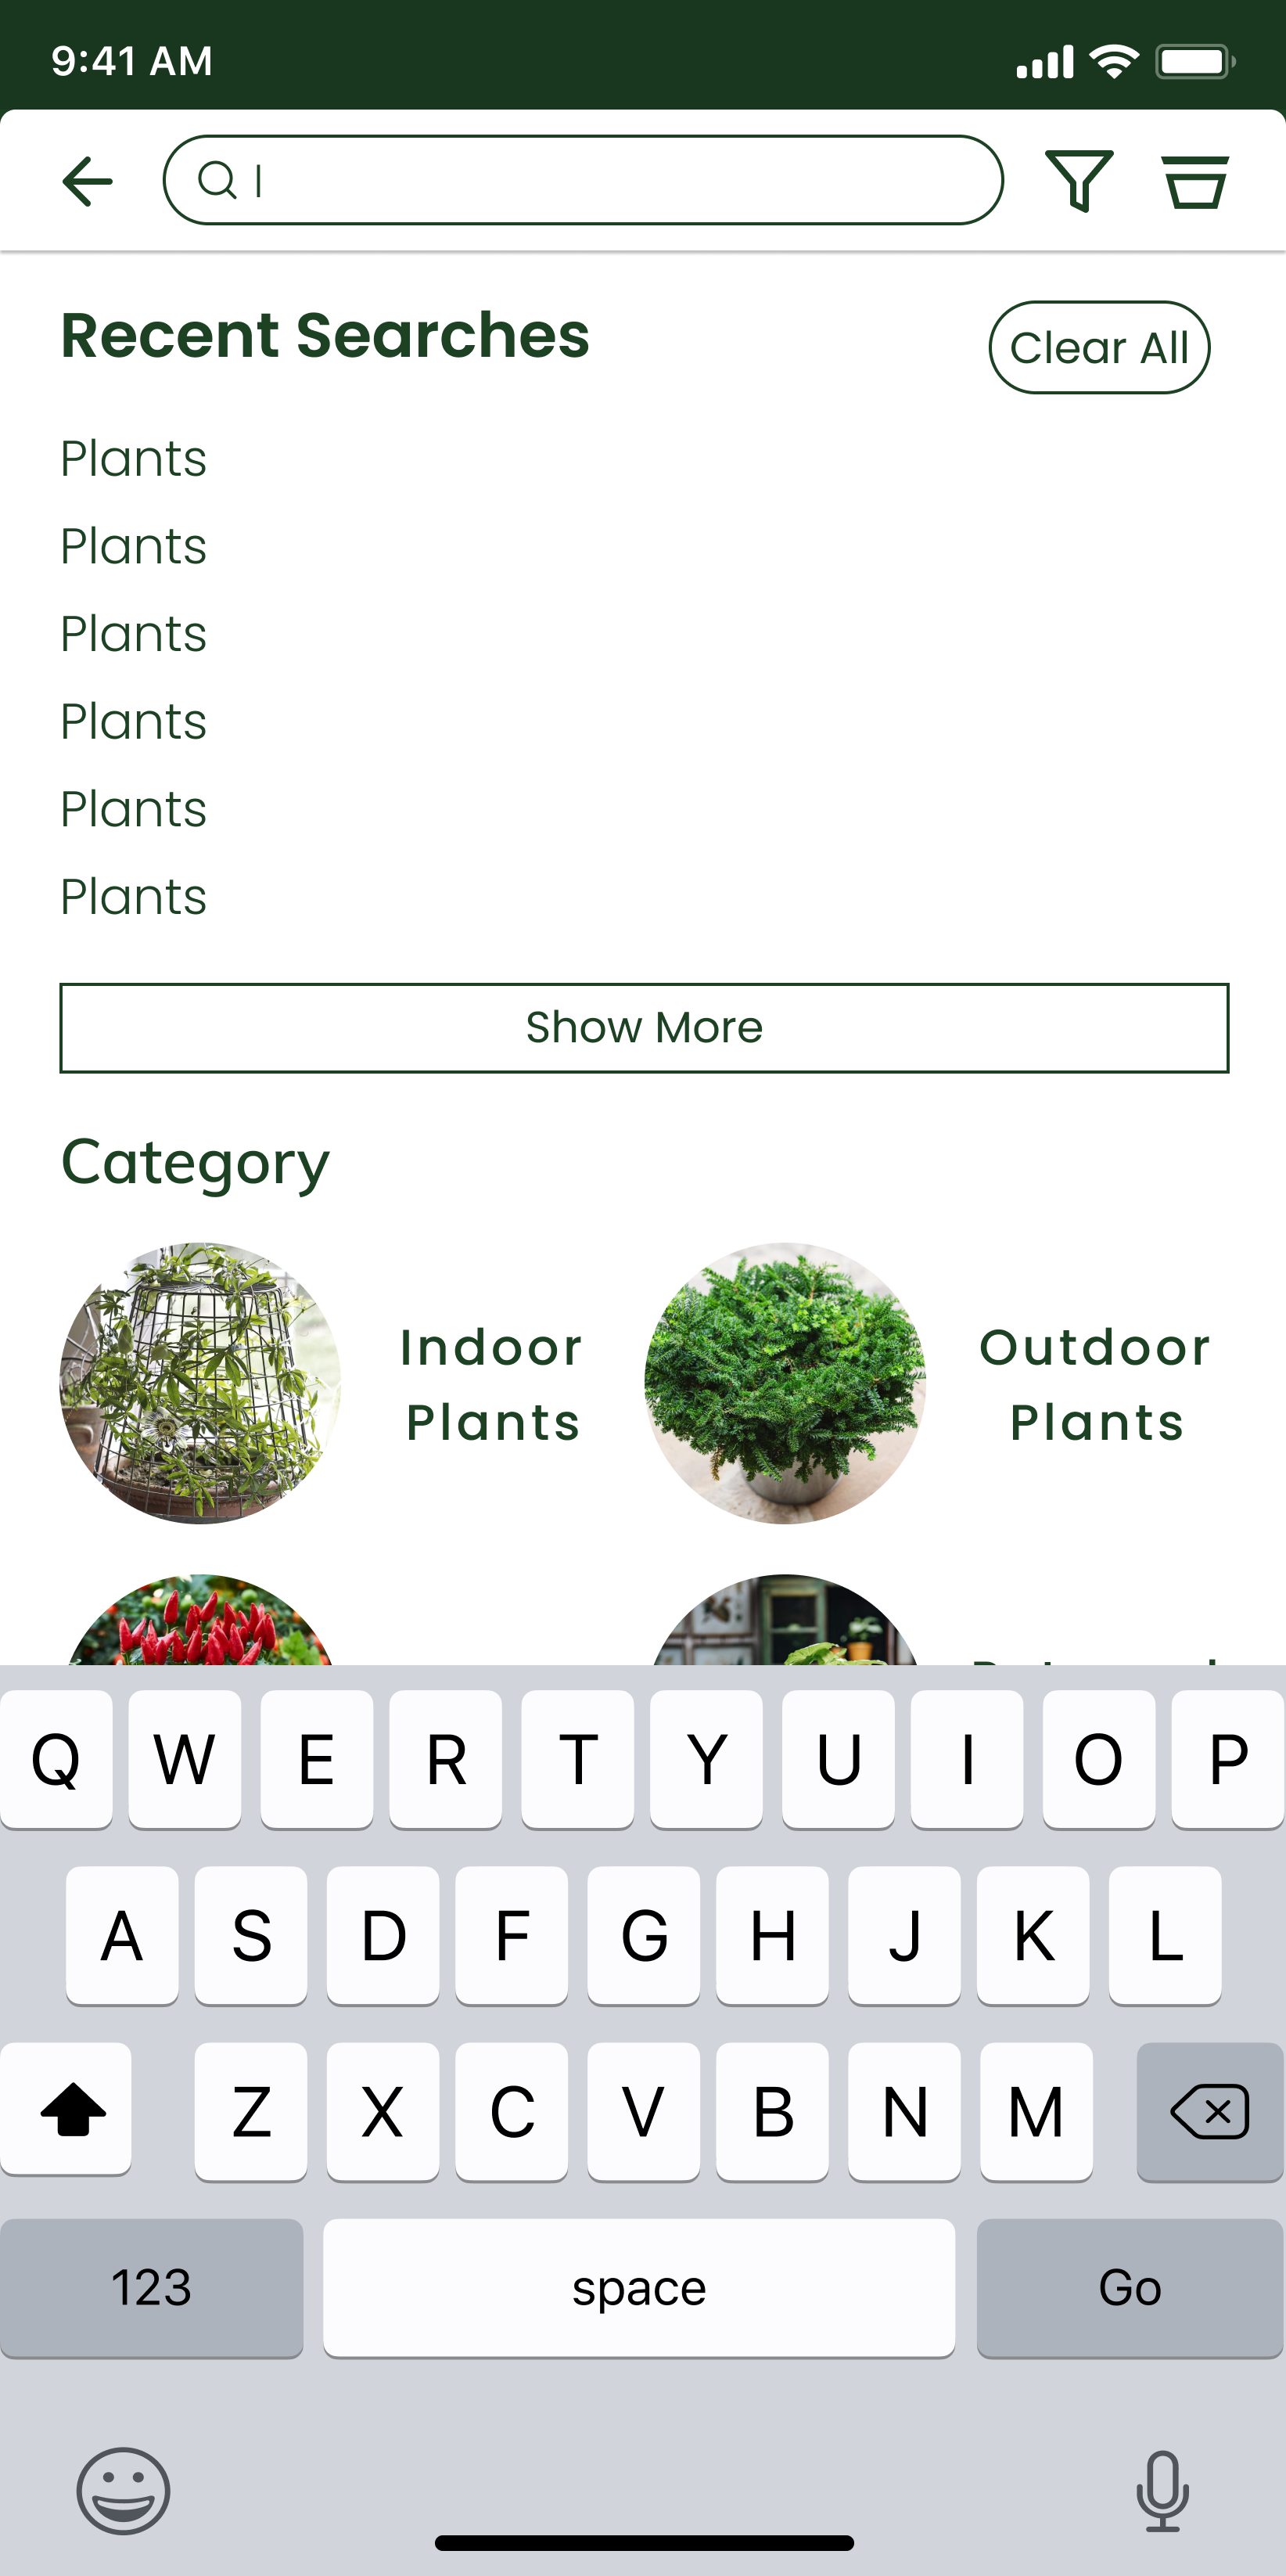 9:41 AM
Recent Searches
Clear All
Plants
Plants
Plants
Plants
Plants
Plants
Show More
Category
Indoor
Plants
Outdoor
Plants
Q W E R T Y U I O P
A S D F G H J K L
Z X C V B N M
123 space Go